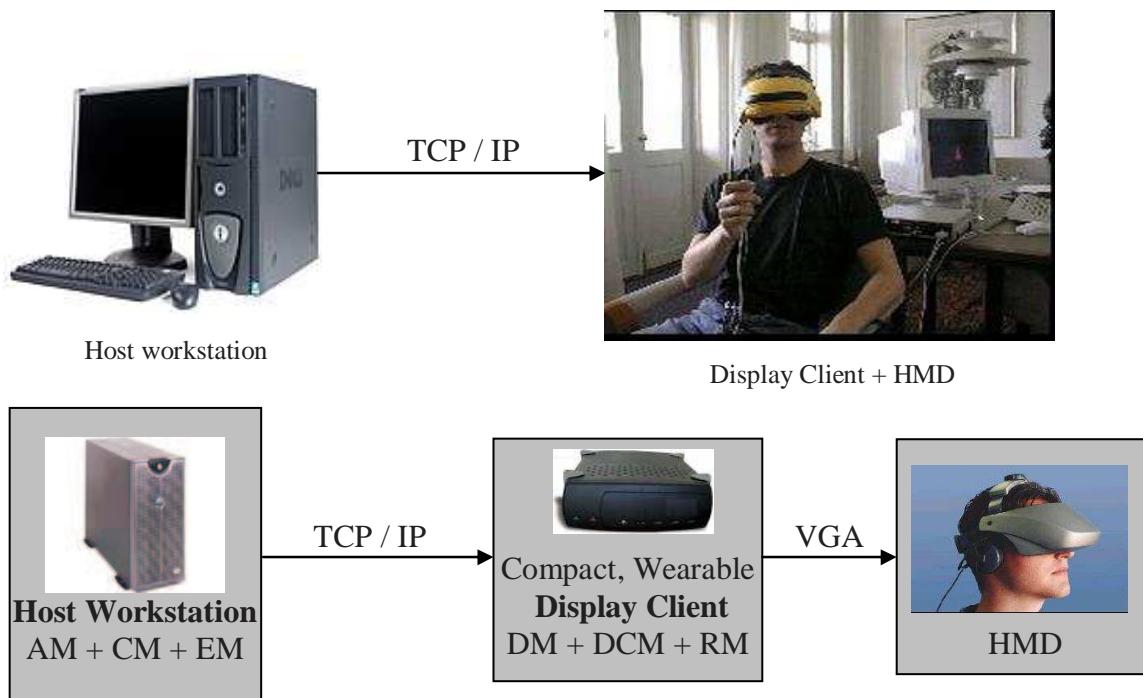 TCP / IP
DELL
Host workstation
Display Client + HMD
TCP / IP
VGA
Host Workstation
AM + CM + EM
Compact, Wearable
Display Client
DM + DCM + RM
HMD